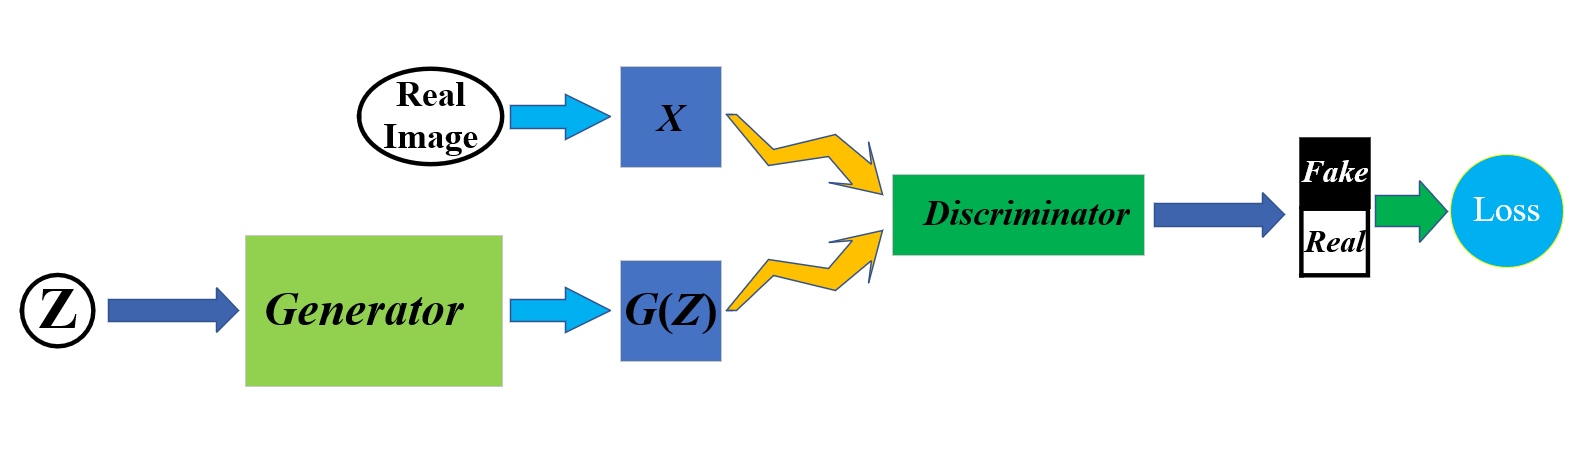 Real
Image
X
Z
Generator
G(Z)
Discriminator
Fake
Real
Loss